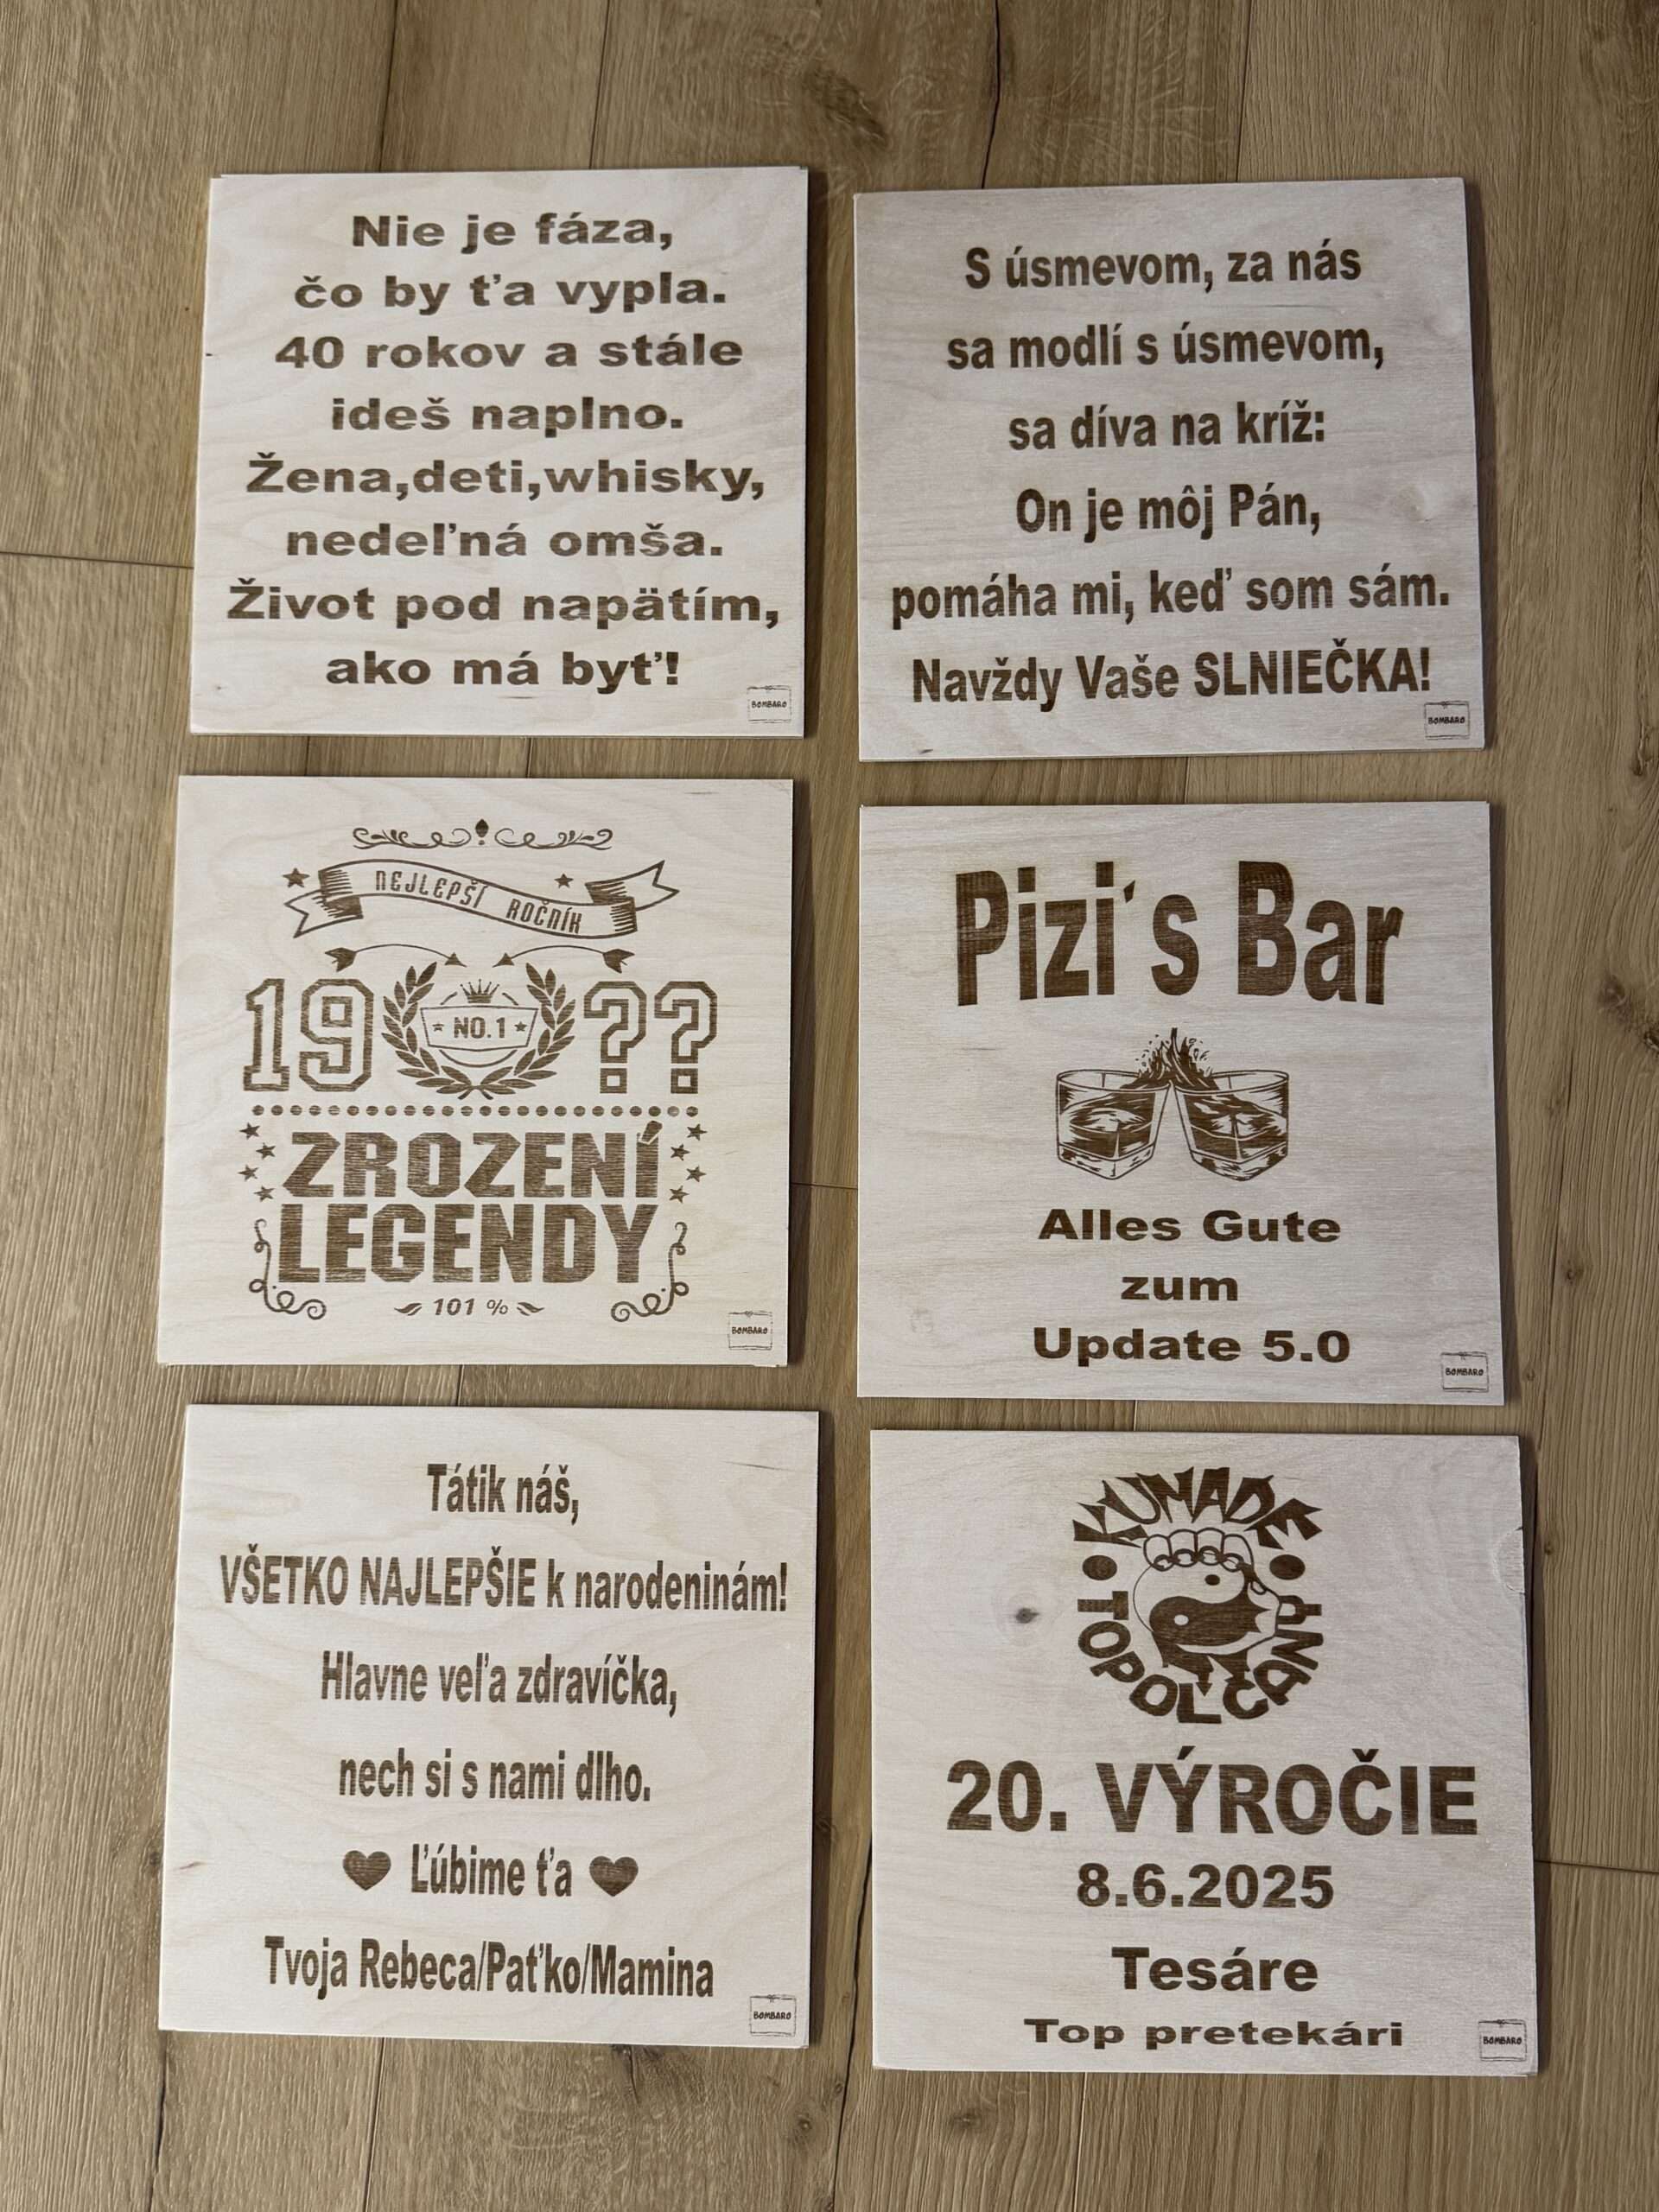 Nie je fáza,
čo by ťa vypla.
40 rokov a stále
ideš naplno.
Žena,deti,whisky,
nedeľná omša.
Život pod napätím,
ako má byť!
BOMBARO
S úsmevom, za nás
sa modlí s úsmevom,
sa díva na kríž:
On je môj Pán,
pomáha mi, keď som sám.
Navždy Vaše SLNIEČKA!
BOMBARO
NEJLEPŠÍ ROČNÍK
19 NO.1 ??
ZROZENÍ
LEGENDY
101 %
BOMBARO
Pizi's Bar
Alles Gute
zum
Update 5.0
BOMBARO
Tátik náš,
VŠETKO NAJLEPŠIE k narodeninám!
Hlavne veľa zdravíčka,
nech si s nami dlho.
Ľúbime ťa
Tvoja Rebeca/Paťko/Mamina
BOMBARO
KUMADE
TOPOĽČANY
20. VÝROČIE
8.6.2025
Tesáre
Top pretekári
BOMBARO